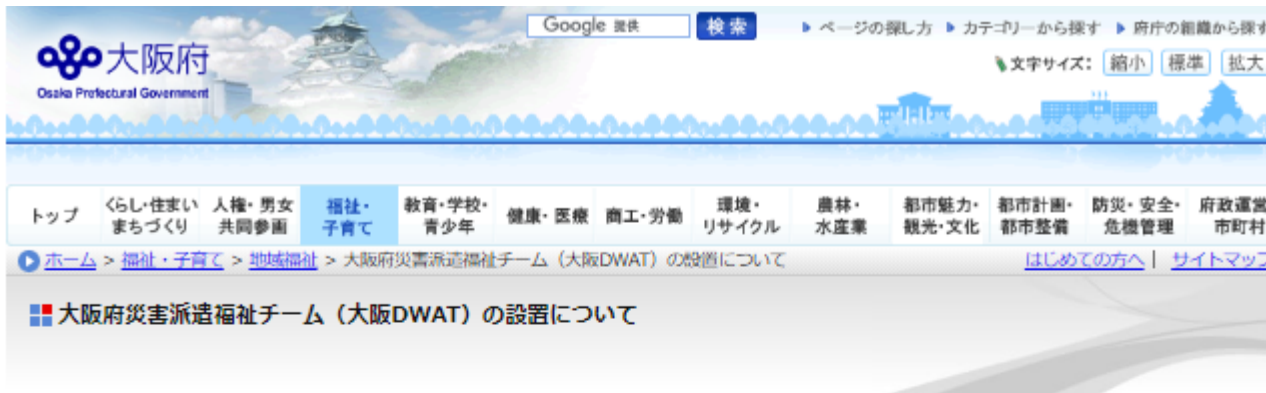 Google 提供 検索 ページの探し方 カテゴリーから探す 府庁の組織から探す
大阪府
Osaka Prefectural Government
文字サイズ: 縮小 標準 拡大
トップ くらし・住まい まちづくり 人権・男女 共同参画 福祉・ 子育て 教育・学校・ 青少年 健康・医療 商工・労働 環境・ リサイクル 農林・ 水産業 都市魅力・ 観光・文化 都市計画・ 都市整備 防災・安全・ 危機管理 府政運営 市町村
ホーム > 福祉・子育て > 地域福祉 > 大阪府災害派遣福祉チーム(大阪DWAT)の設置について はじめての方へ | サイトマップ
大阪府災害派遣福祉チーム(大阪DWAT)の設置について